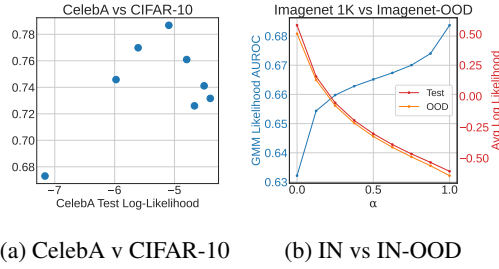 CelebA vs CIFAR-10
0.78
0.76
0.74
0.72
0.70
0.68
−7
−6
−5
CelebA Test Log-Likelihood
Imagenet 1K vs Imagenet-OOD
GMM Likelihood AUROC
0.68
0.67
0.66
0.65
0.64
0.63
0.0
0.5
1.0
α
Test
OOD
0.50
0.25
0.00
−0.25
−0.50
Avg Log Likelihood
(a) CelebA v CIFAR-10
(b) IN vs IN-OOD